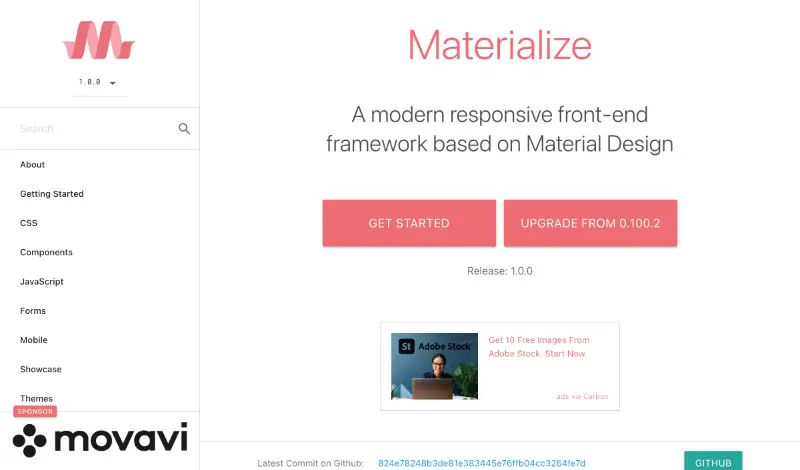 1.0.0
Search
About
Getting Started
CSS
Components
JavaScript
Forms
Mobile
Showcase
Themes
SPONSOR
movavi
Materialize
A modern responsive front-end
framework based on Material Design
GET STARTED
UPGRADE FROM 0.100.2
Release: 1.0.0
St Adobe Stock
Get 10 Free Images From
Adobe Stock. Start Now.
ads via Carbon
Latest Commit on Github: 824e78248b3de81e383445e76ffb04cc3264fe7d
GITHUB